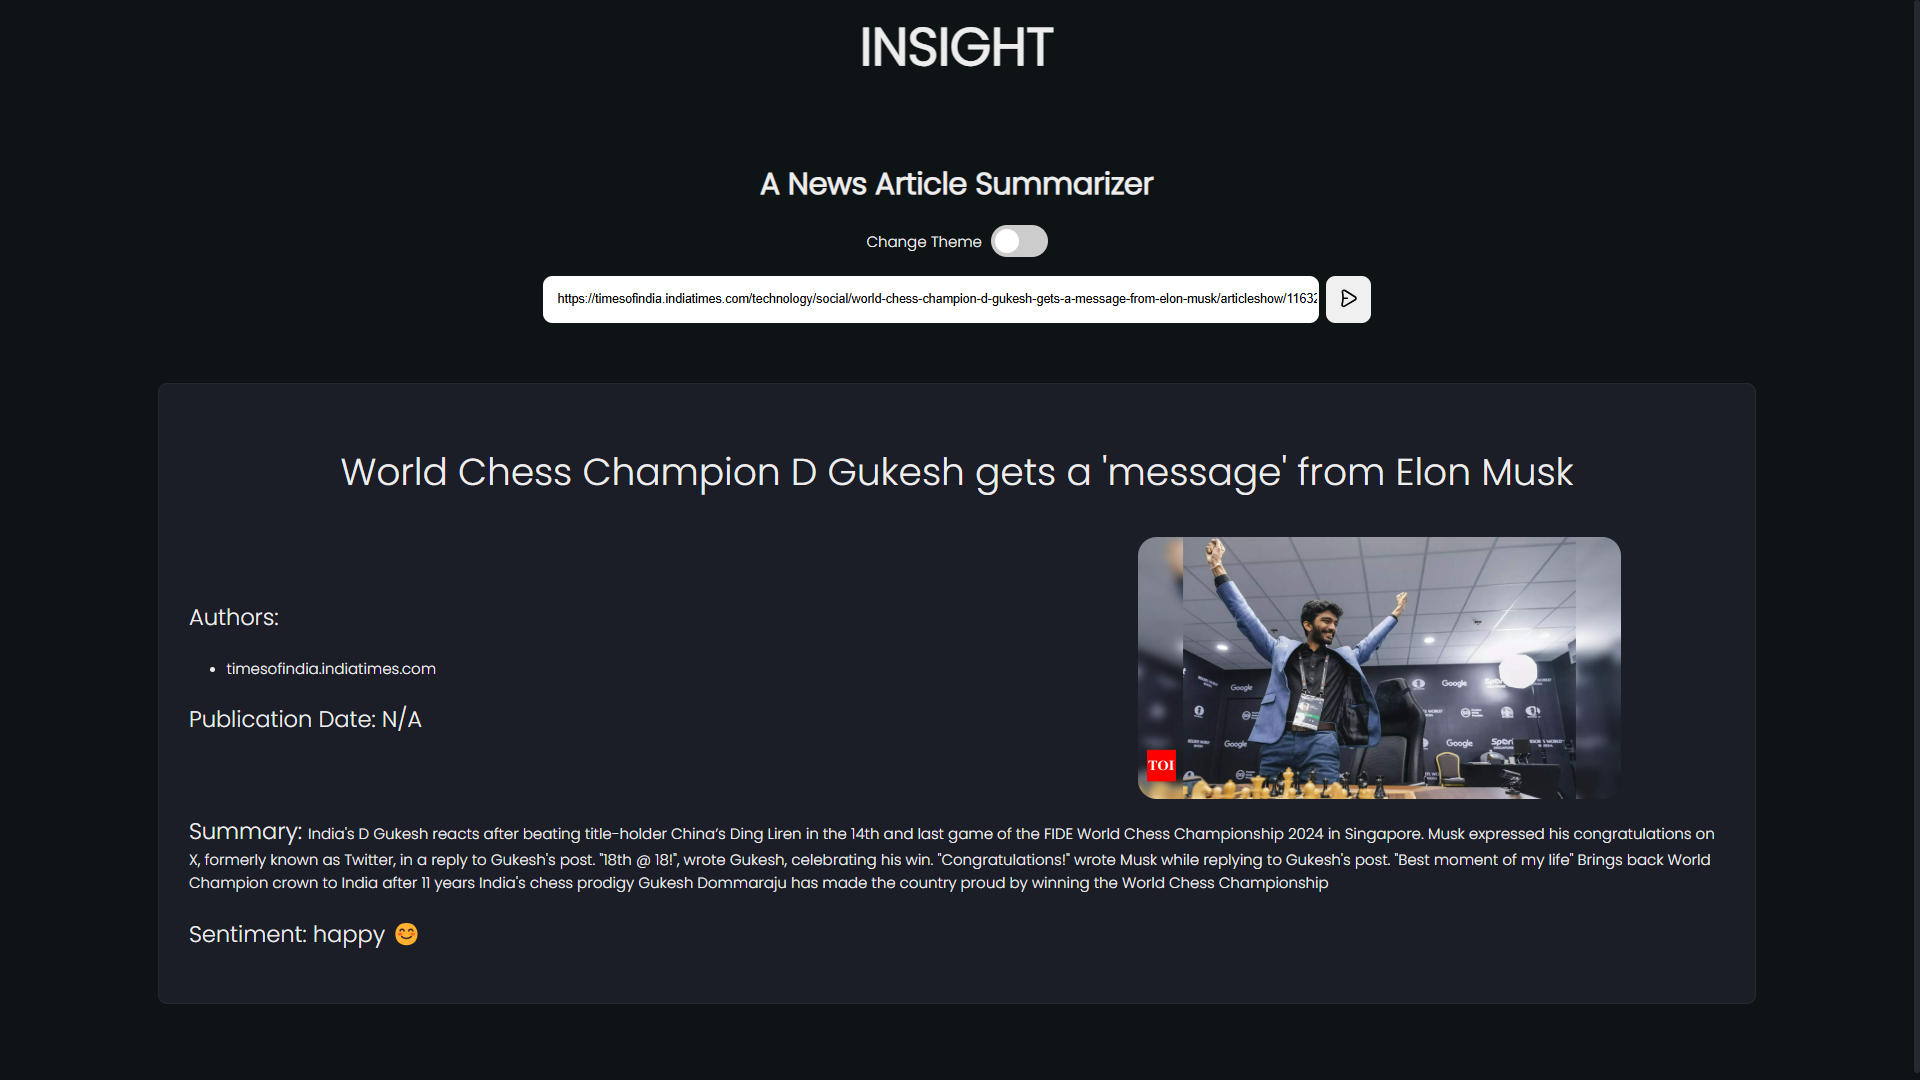 INSIGHT
A News Article Summarizer
Change Theme
https://timesofindia.indiatimes.com/technology/social/world-chess-champion-d-gukesh-gets-a-message-from-elon-musk/articleshow/1163
World Chess Champion D Gukesh gets a 'message' from Elon Musk
Authors:
• timesofindia.indiatimes.com
Publication Date: N/A
Google
Google
Google
Google
TOI
Summary: India's D Gukesh reacts after beating title-holder China’s Ding Liren in the 14th and last game of the FIDE World Chess Championship 2024 in Singapore. Musk expressed his congratulations on
X, formerly known as Twitter, in a reply to Gukesh's post. "18th @ 18!", wrote Gukesh, celebrating his win. "Congratulations!" wrote Musk while replying to Gukesh's post. "Best moment of my life" Brings back World
Champion crown to India after 11 years India's chess prodigy Gukesh Dommaraju has made the country proud by winning the World Chess Championship
Sentiment: happy 😊